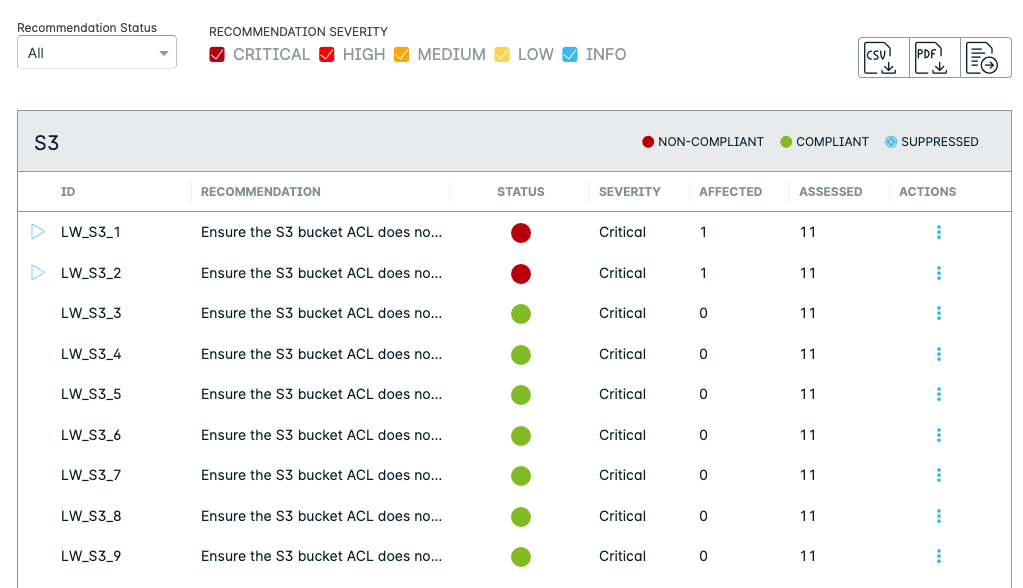 Recommendation Status
All
RECOMMENDATION SEVERITY
CRITICAL HIGH MEDIUM LOW INFO
CSV PDF
S3
NON-COMPLIANT COMPLIANT SUPPRESSED
ID RECOMMENDATION STATUS SEVERITY AFFECTED ASSESSED ACTIONS
LW_S3_1 Ensure the S3 bucket ACL does no... Critical 1 11
LW_S3_2 Ensure the S3 bucket ACL does no... Critical 1 11
LW_S3_3 Ensure the S3 bucket ACL does no... Critical 0 11
LW_S3_4 Ensure the S3 bucket ACL does no... Critical 0 11
LW_S3_5 Ensure the S3 bucket ACL does no... Critical 0 11
LW_S3_6 Ensure the S3 bucket ACL does no... Critical 0 11
LW_S3_7 Ensure the S3 bucket ACL does no... Critical 0 11
LW_S3_8 Ensure the S3 bucket ACL does no... Critical 0 11
LW_S3_9 Ensure the S3 bucket ACL does no... Critical 0 11